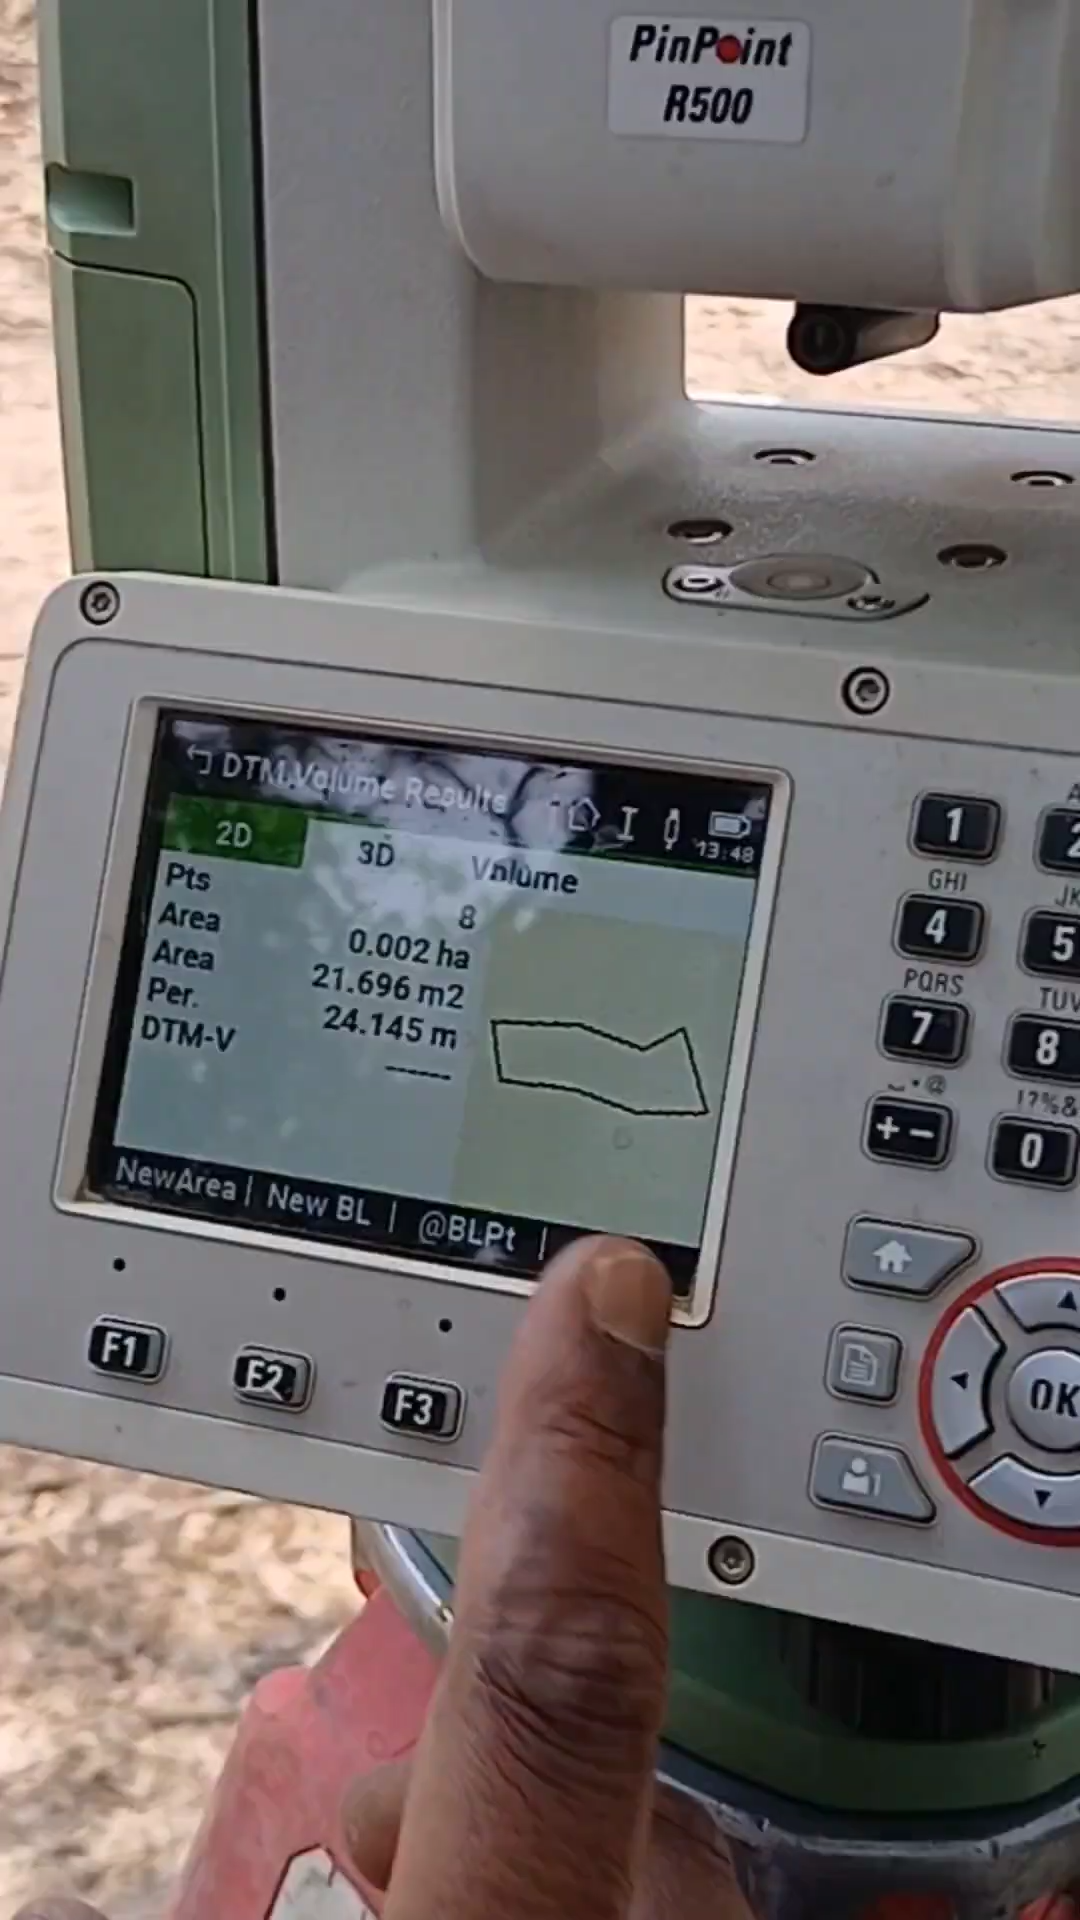 PinPoint
R500
DTM-Volume Results
13:48
2D 3D Volume
Pts 8
Area 0.002 ha
Area 21.696 m2
Per. 24.145 m
DTM-V -----
NewArea | New BL | @BLPt |
F1 F2 F3
1
GHI
4 5
PQRS TUV
7 8
!?%&
+− 0
OK